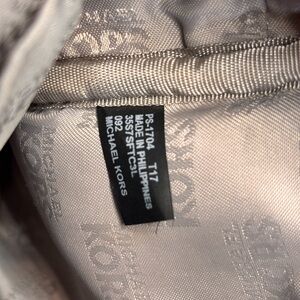 PS-1704 T17
MADE IN PHILIPPINES
35S7SFTC3L
092
MICHAEL KORS